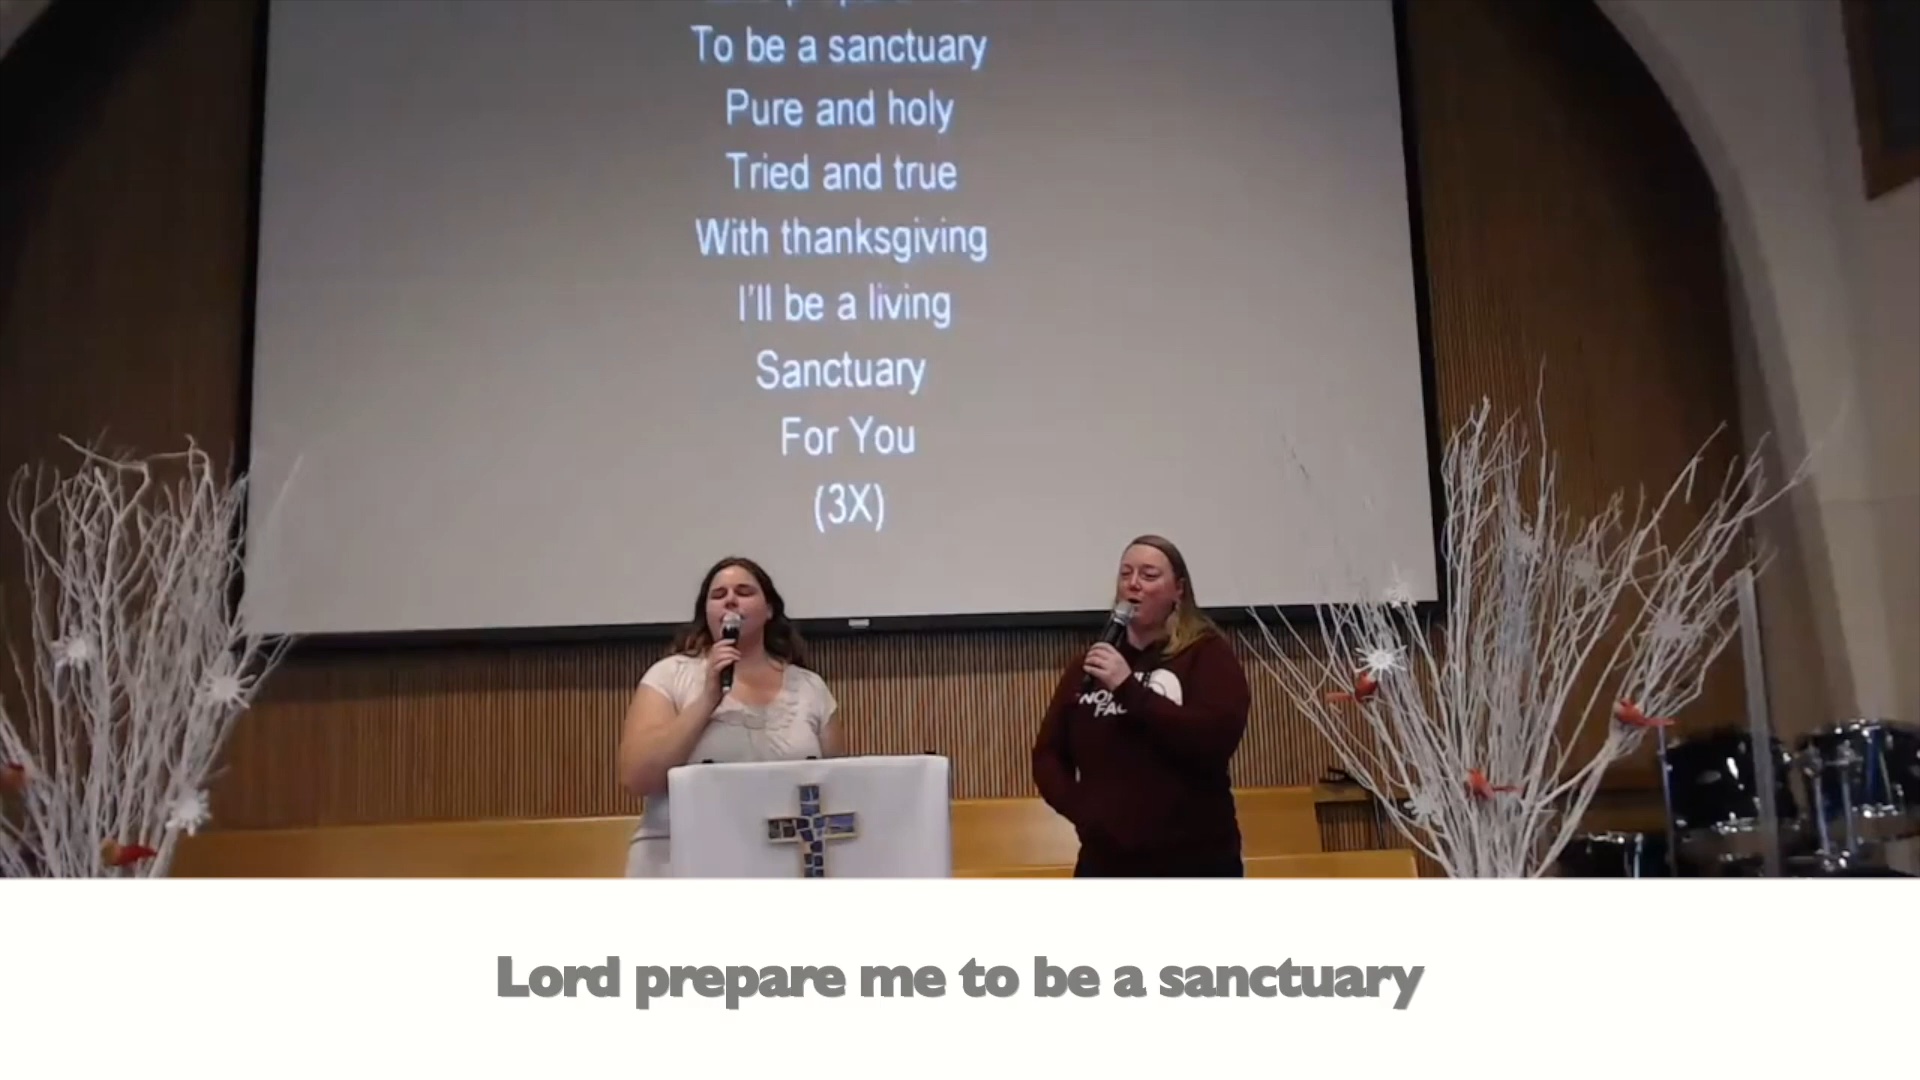 To be a sanctuary
Pure and holy
Tried and true
With thanksgiving
I'll be a living
Sanctuary
For You
(3X)
Lord prepare me to be a sanctuary